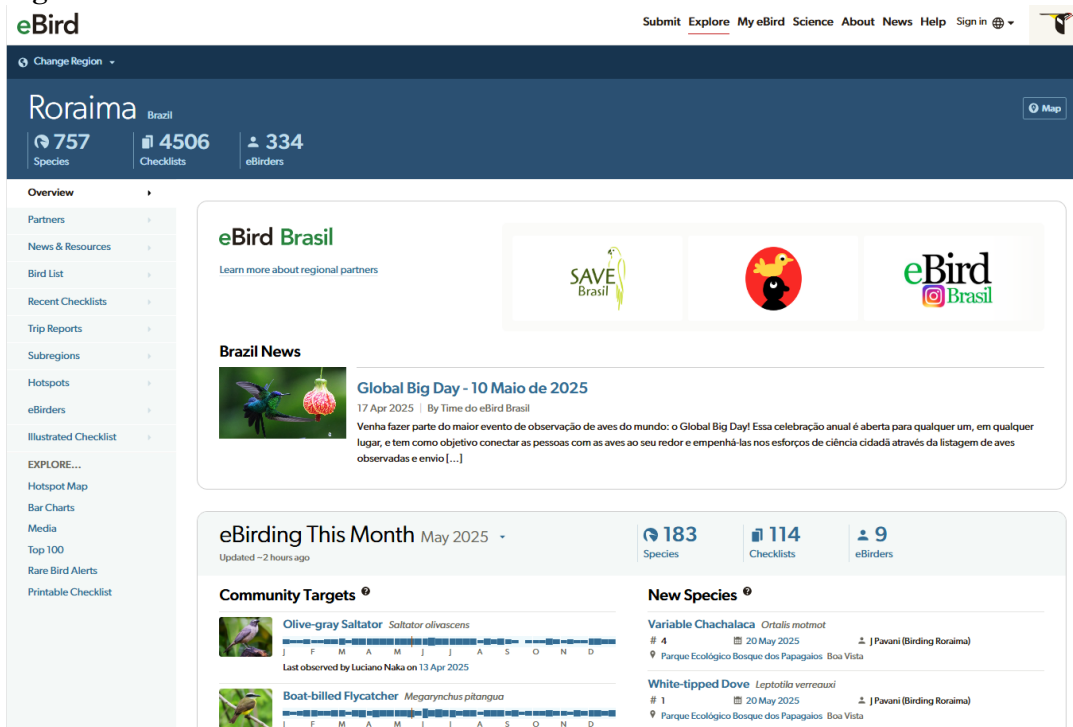 eBird
Submit Explore My eBird Science About News Help Sign in
Change Region
Roraima Brazil
Map
757 4506 334
Species Checklists eBirders
Overview
Partners
News & Resources
Bird List
Recent Checklists
Trip Reports
Subregions
Hotspots
eBirders
Illustrated Checklist
EXPLORE...
Hotspot Map
Bar Charts
Media
Top 100
Rare Bird Alerts
Printable Checklist
eBird Brasil
Learn more about regional partners
SAVE
Brasil
eBird
Brasil
Brazil News
Global Big Day - 10 Maio de 2025
17 Apr 2025 | By Time do eBird Brasil
Venha fazer parte do maior evento de observação de aves do mundo: o Global Big Day! Essa celebração anual é aberta para qualquer um, em qualquer
lugar, e tem como objetivo conectar as pessoas com as aves ao seu redor e empenhá-las nos esforços de ciência cidadã através da listagem de aves
observadas e envio […]
eBirding This Month May 2025
Updated ~2 hours ago
183 114 9
Species Checklists eBirders
Community Targets
Olive-gray Saltator Saltator olivascens
J F M A M J J A S O N D
Last observed by Luciano Naka on 13 Apr 2025
Boat-billed Flycatcher Megarynchus pitangua
J F M A M J J A S O N D
New Species
Variable Chachalaca Ortalis motmot
# 4 20 May 2025 J Pavani (Birding Roraima)
Parque Ecológico Bosque dos Papagaios Boa Vista
White-tipped Dove Leptotila verreauxi
# 1 20 May 2025 J Pavani (Birding Roraima)
Parque Ecológico Bosque dos Papagaios Boa Vista